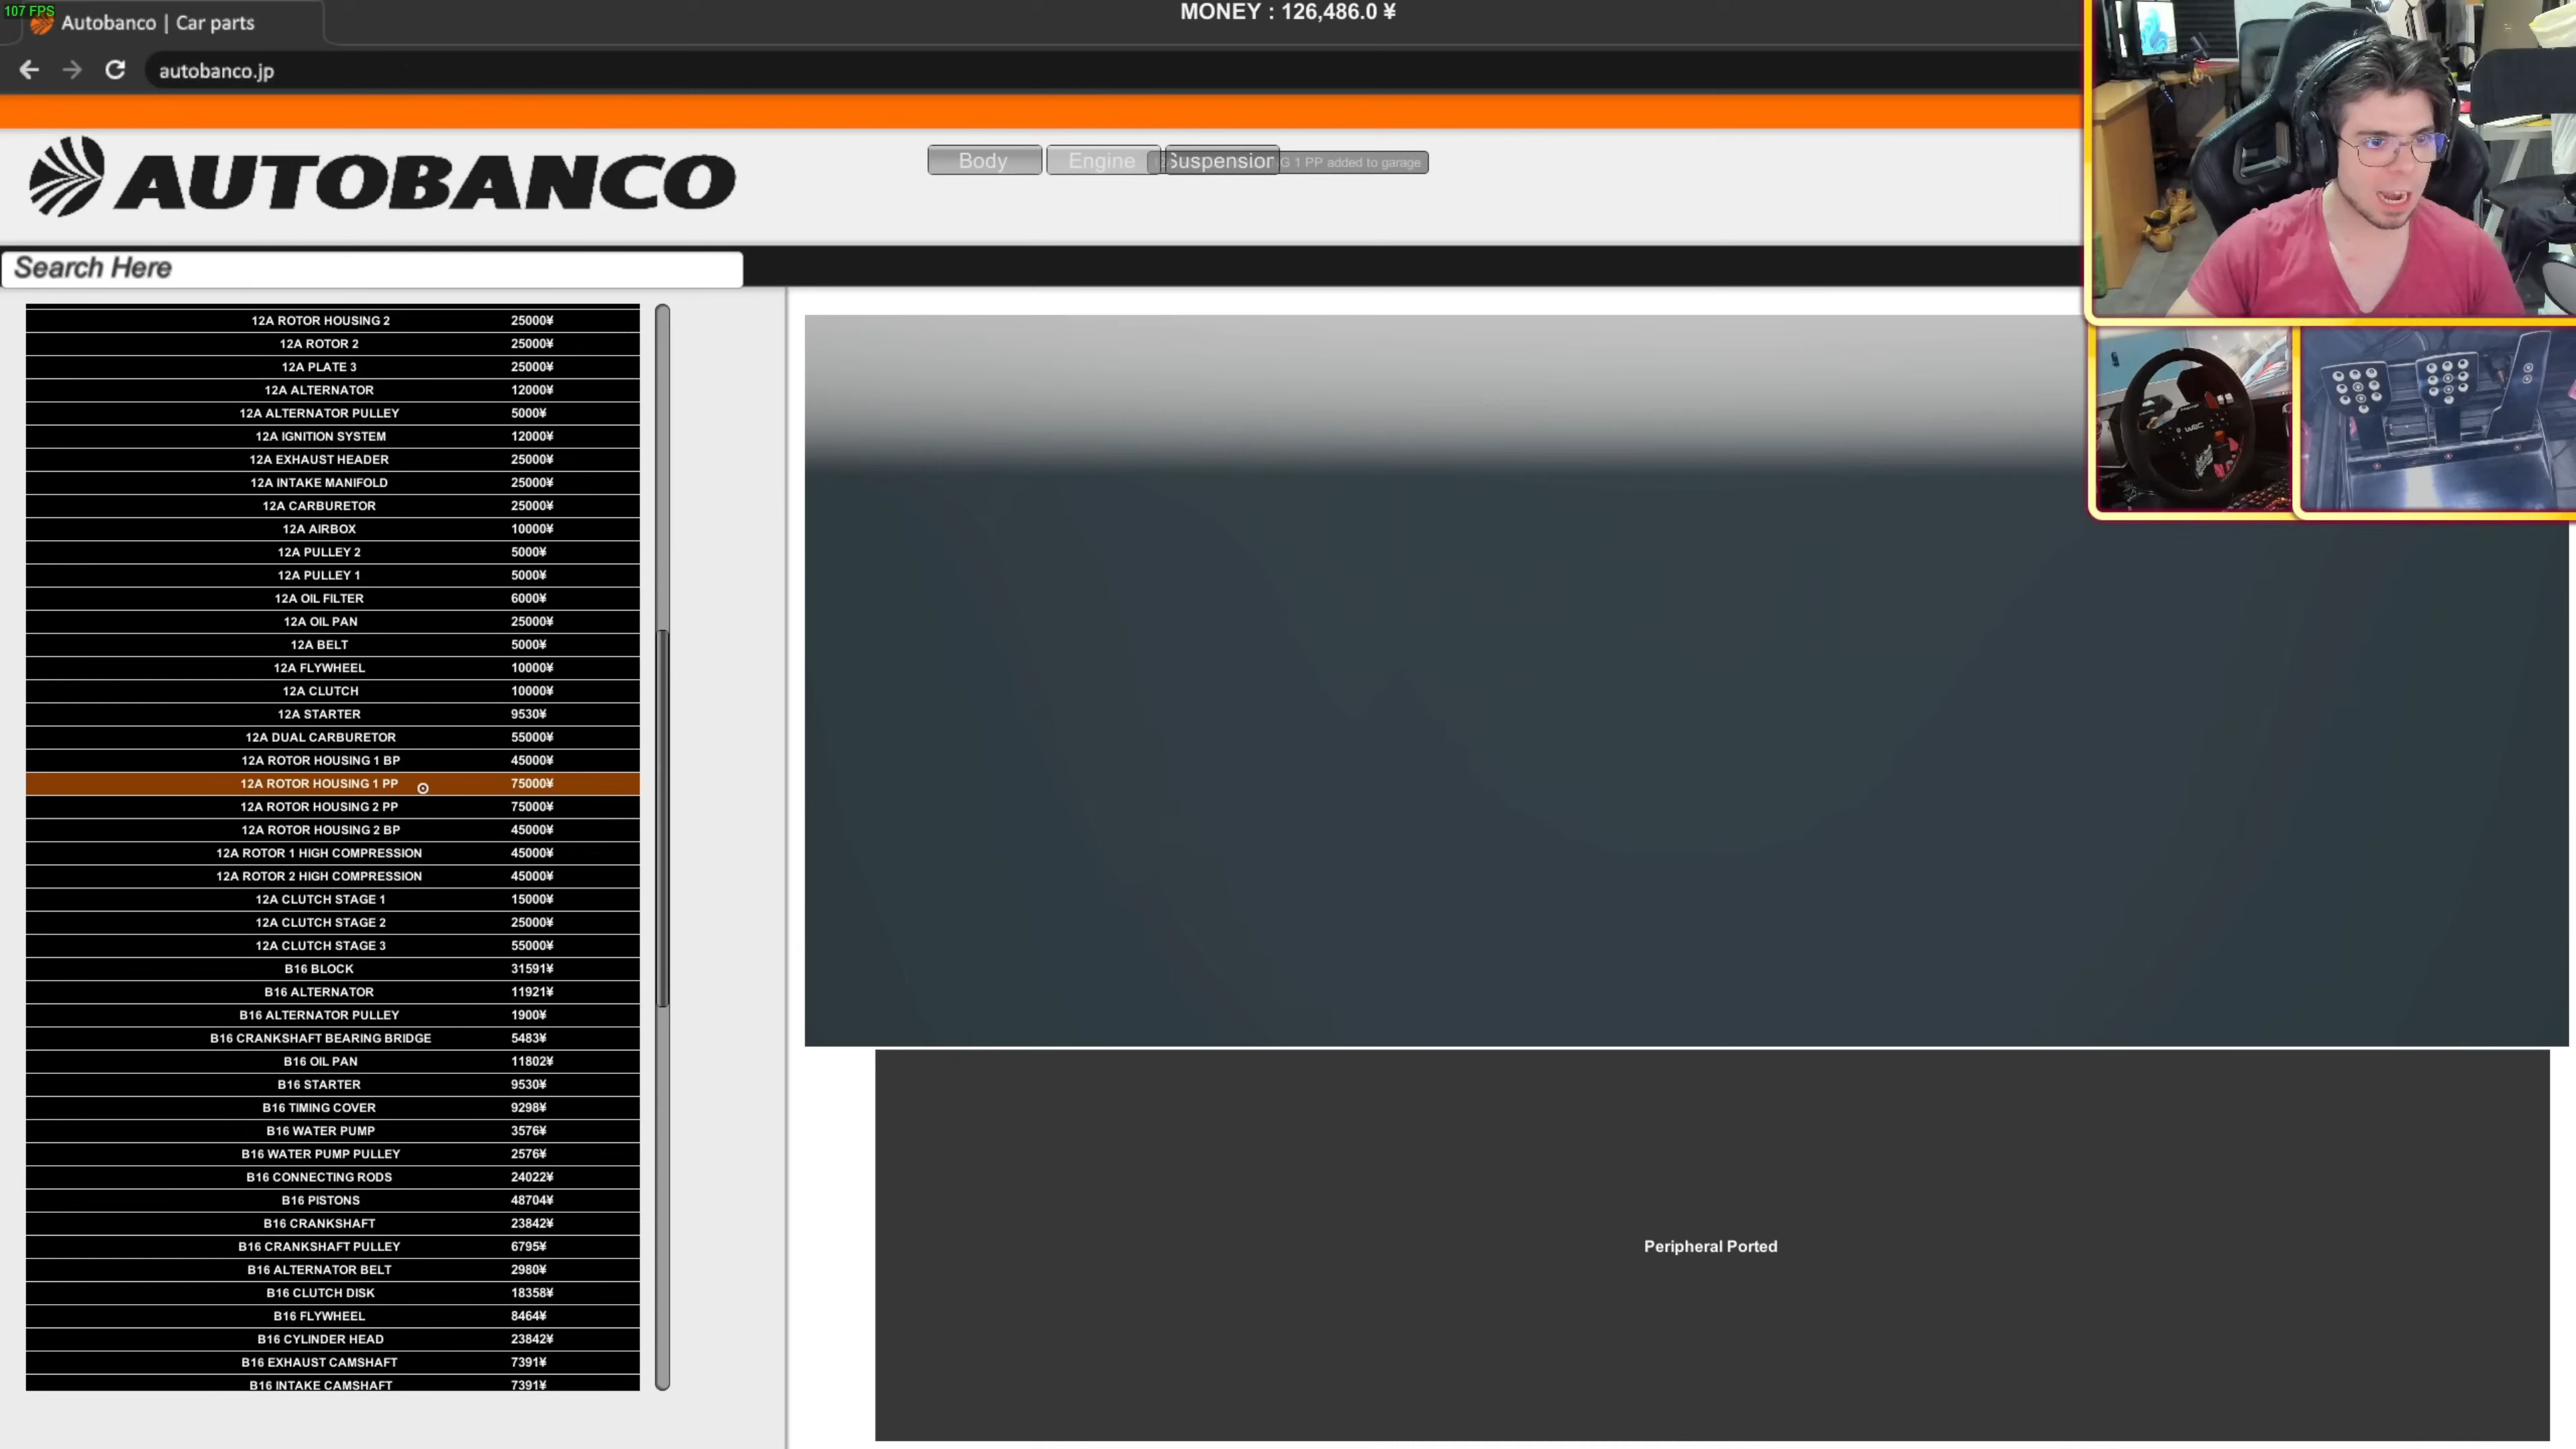 107 FPS
Autobanco | Car parts
MONEY : 126,486.0 ¥
autobanco.jp
AUTOBANCO
Body
Engine
Suspension
G 1 PP added to garage
Search Here
12A ROTOR HOUSING 2 25000¥
12A ROTOR 2 25000¥
12A PLATE 3 25000¥
12A ALTERNATOR 12000¥
12A ALTERNATOR PULLEY 5000¥
12A IGNITION SYSTEM 12000¥
12A EXHAUST HEADER 25000¥
12A INTAKE MANIFOLD 25000¥
12A CARBURETOR 25000¥
12A AIRBOX 10000¥
12A PULLEY 2 5000¥
12A PULLEY 1 5000¥
12A OIL FILTER 6000¥
12A OIL PAN 25000¥
12A BELT 5000¥
12A FLYWHEEL 10000¥
12A CLUTCH 10000¥
12A STARTER 9530¥
12A DUAL CARBURETOR 55000¥
12A ROTOR HOUSING 1 BP 45000¥
12A ROTOR HOUSING 1 PP 75000¥
12A ROTOR HOUSING 2 PP 75000¥
12A ROTOR HOUSING 2 BP 45000¥
12A ROTOR 1 HIGH COMPRESSION 45000¥
12A ROTOR 2 HIGH COMPRESSION 45000¥
12A CLUTCH STAGE 1 15000¥
12A CLUTCH STAGE 2 25000¥
12A CLUTCH STAGE 3 55000¥
B16 BLOCK 31591¥
B16 ALTERNATOR 11921¥
B16 ALTERNATOR PULLEY 1900¥
B16 CRANKSHAFT BEARING BRIDGE 5483¥
B16 OIL PAN 11802¥
B16 STARTER 9530¥
B16 TIMING COVER 9298¥
B16 WATER PUMP 3576¥
B16 WATER PUMP PULLEY 2576¥
B16 CONNECTING RODS 24022¥
B16 PISTONS 48704¥
B16 CRANKSHAFT 23842¥
B16 CRANKSHAFT PULLEY 6795¥
B16 ALTERNATOR BELT 2980¥
B16 CLUTCH DISK 18358¥
B16 FLYWHEEL 8464¥
B16 CYLINDER HEAD 23842¥
B16 EXHAUST CAMSHAFT 7391¥
B16 INTAKE CAMSHAFT 7391¥
Peripheral Ported